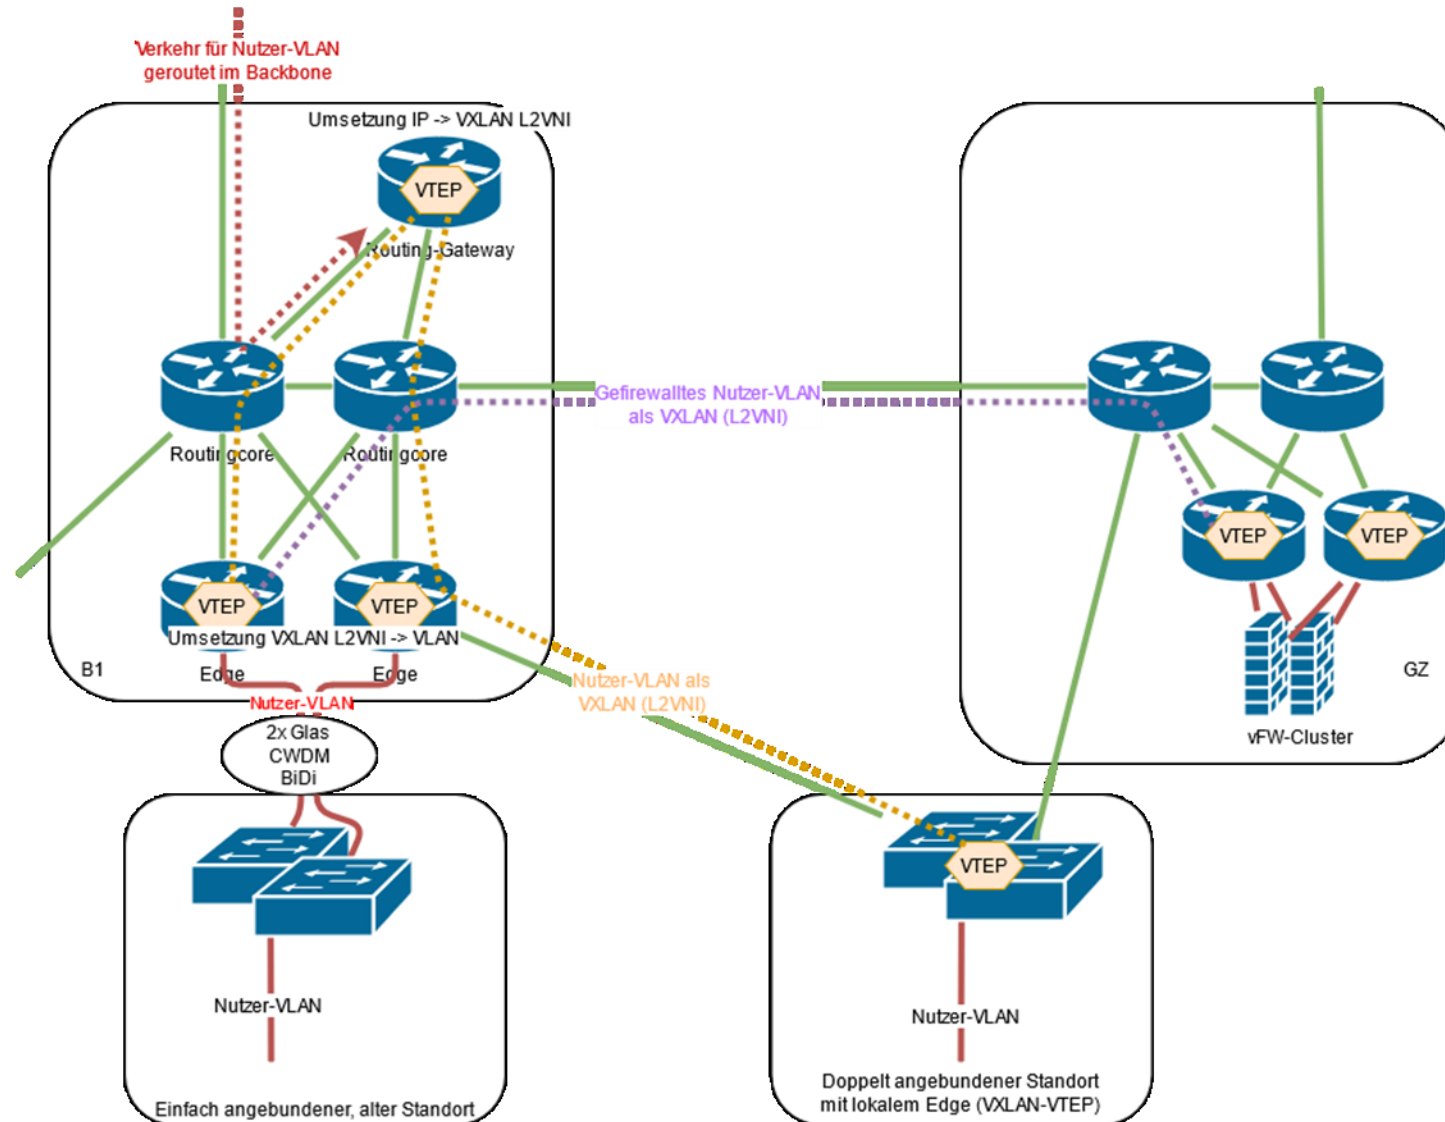 Verkehr für Nutzer-VLAN
geroutet im Backbone
Umsetzung IP -> VXLAN L2VNI
VTEP
Routing-Gateway
Gefirewalltes Nutzer-VLAN
als VXLAN (L2VNI)
Routingcore
Routingcore
VTEP
VTEP
VTEP
VTEP
Umsetzung VXLAN L2VNI -> VLAN
B1
Edge
Edge
GZ
Nutzer-VLAN als
VXLAN (L2VNI)
Nutzer-VLAN
vFW-Cluster
2x Glas
CWDM
BiDi
VTEP
Nutzer-VLAN
Nutzer-VLAN
Doppelt angebundener Standort
mit lokalem Edge (VXLAN-VTEP)
Einfach angebundener, alter Standort